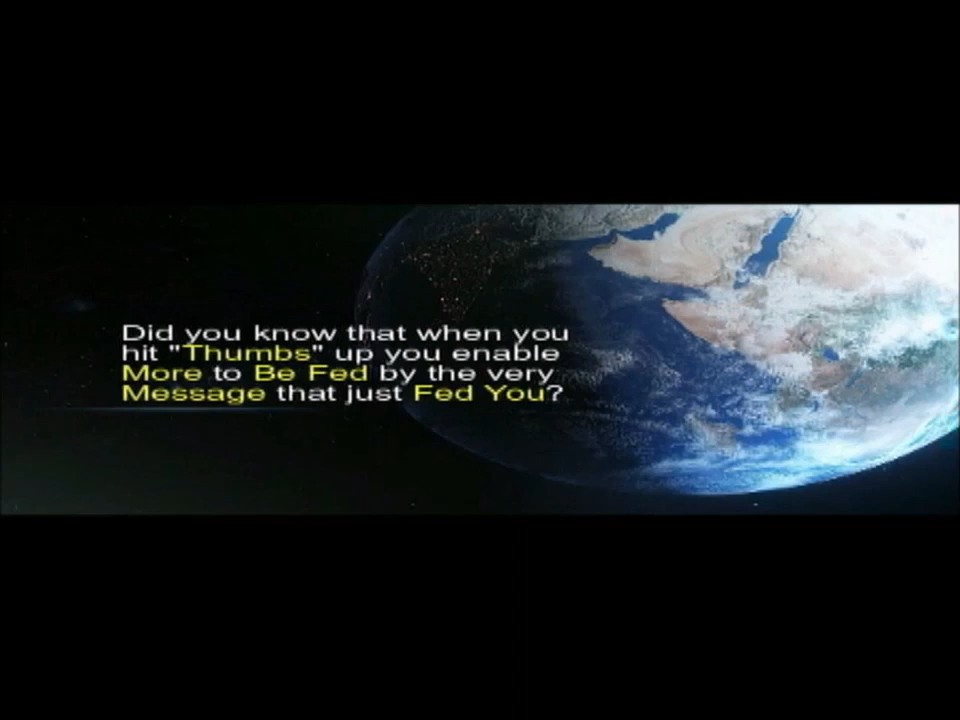 Did you know that when you
hit "Thumbs" up you enable
More to Be Fed by the very
Message that just Fed You?